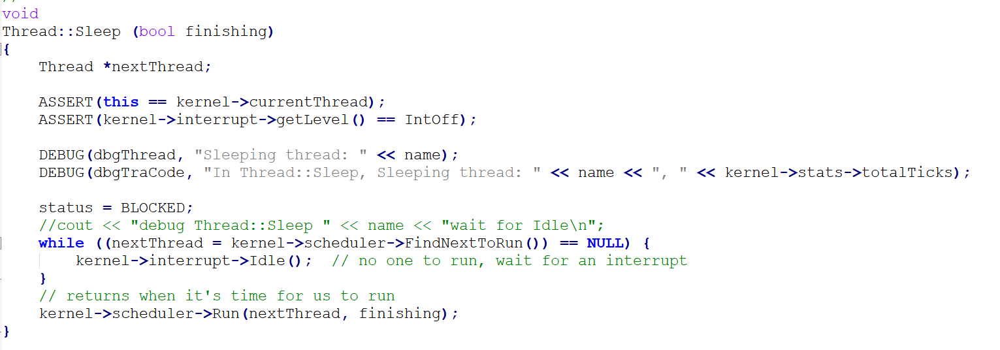 //
void
Thread::Sleep (bool finishing)
{
    Thread *nextThread;

    ASSERT(this == kernel->currentThread);
    ASSERT(kernel->interrupt->getLevel() == IntOff);

    DEBUG(dbgThread, "Sleeping thread: " << name);
    DEBUG(dbgTraCode, "In Thread::Sleep, Sleeping thread: " << name << ", " << kernel->stats->totalTicks);

    status = BLOCKED;
    //cout << "debug Thread::Sleep " << name << "wait for Idle\n";
    while ((nextThread = kernel->scheduler->FindNextToRun()) == NULL) {
        kernel->interrupt->Idle();  // no one to run, wait for an interrupt
    }
    // returns when it's time for us to run
    kernel->scheduler->Run(nextThread, finishing);
}